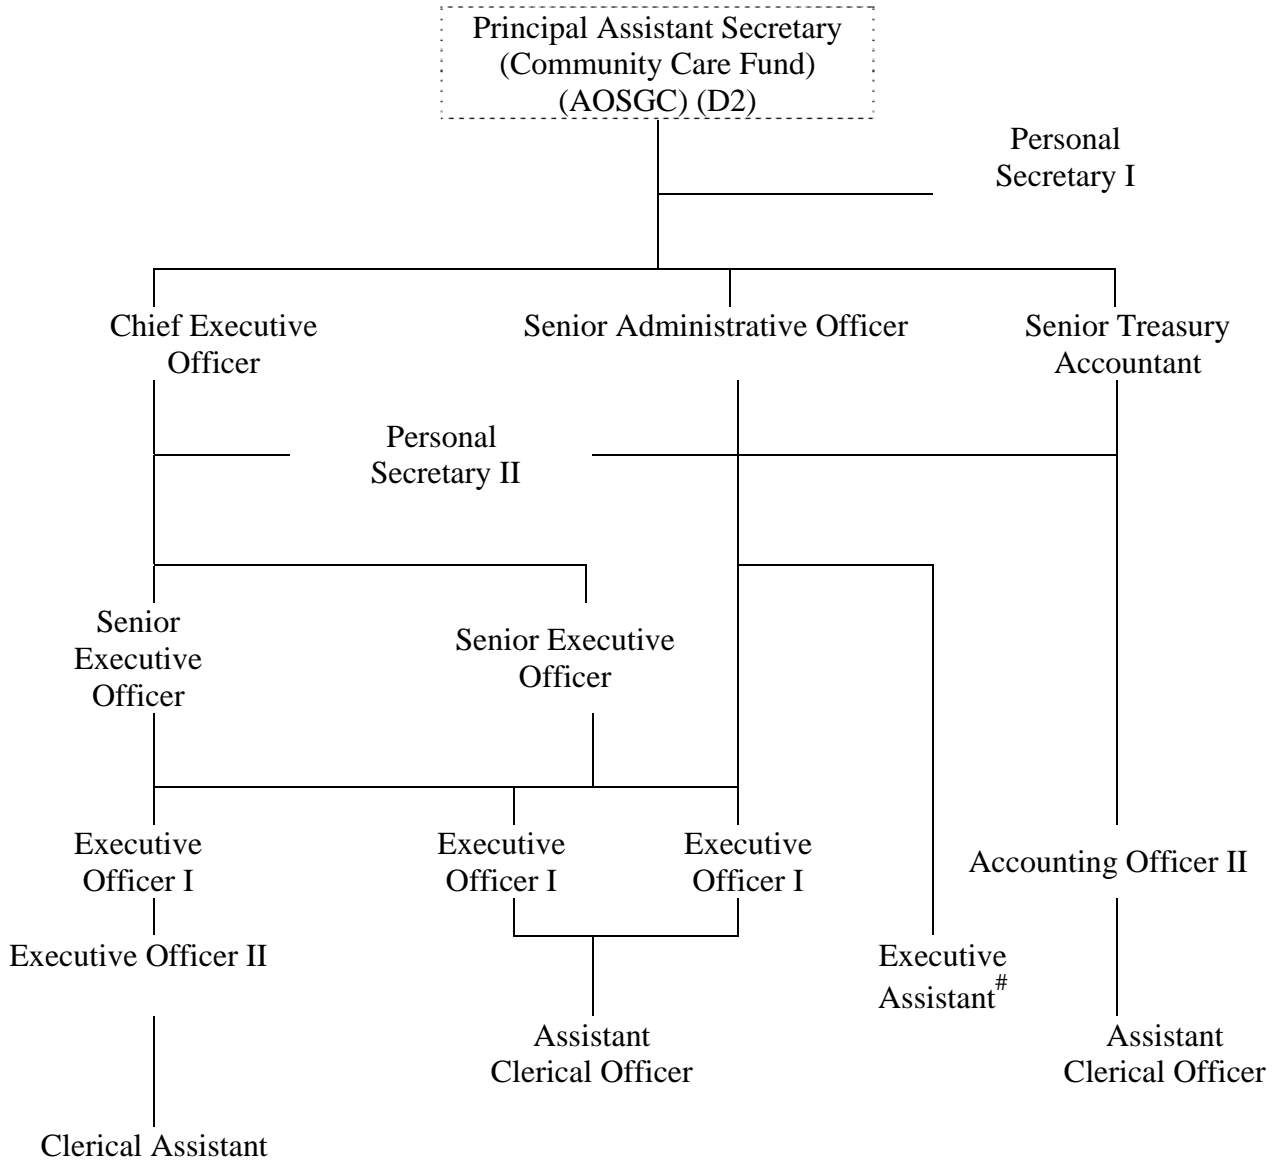 Principal Assistant Secretary
(Community Care Fund)
(AOSGC) (D2)
Personal
Secretary I
Chief Executive
Officer
Senior Administrative Officer
Senior Treasury
Accountant
Personal
Secretary II
Senior
Executive
Officer
Senior Executive
Officer
Executive
Officer I
Executive
Officer I
Executive
Officer I
Accounting Officer II
Executive Officer II
Executive
Assistant#
Assistant
Clerical Officer
Assistant
Clerical Officer
Clerical Assistant